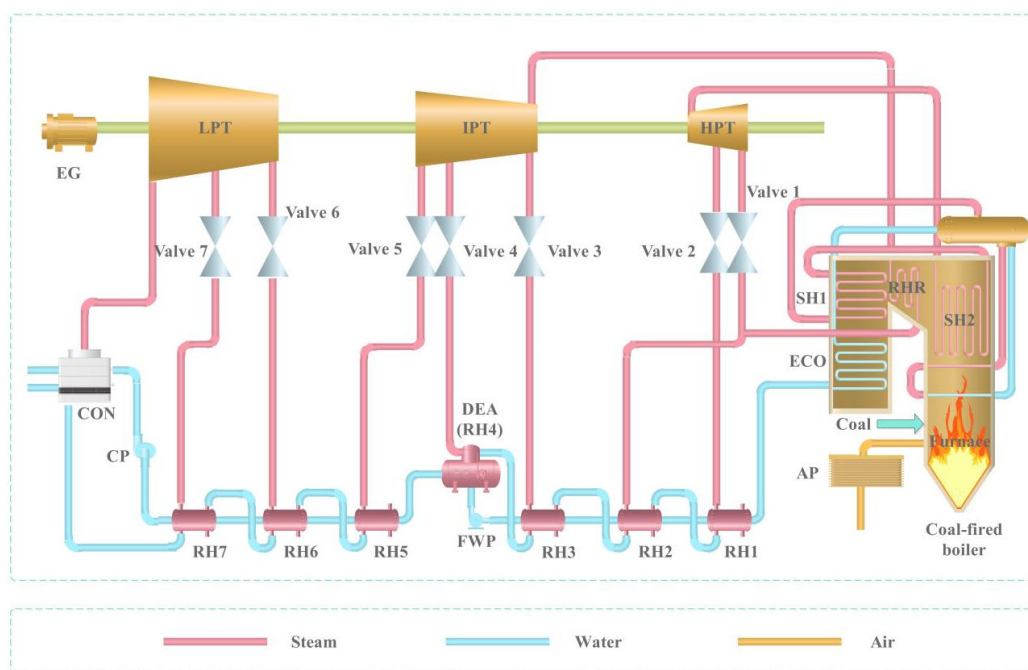 LPT
IPT
HPT
EG
Valve 1
Valve 6
Valve 7
Valve 5
Valve 4
Valve 3
Valve 2
SH1
RHR
SH2
ECO
CON
DEA
(RH4)
Coal
Furnace
CP
AP
FWP
RH7
RH6
RH5
RH3
RH2
RH1
Coal-fired
boiler
Steam
Water
Air